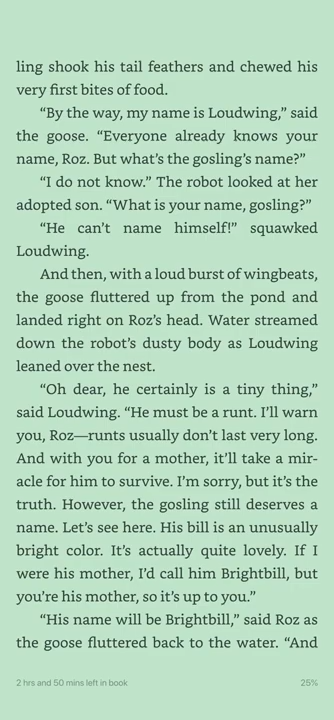 ling shook his tail feathers and chewed his
very first bites of food.
“By the way, my name is Loudwing,” said
the goose. “Everyone already knows your
name, Roz. But what’s the gosling’s name?”
“I do not know.” The robot looked at her
adopted son. “What is your name, gosling?”
“He can’t name himself!” squawked
Loudwing.
And then, with a loud burst of wingbeats,
the goose fluttered up from the pond and
landed right on Roz’s head. Water streamed
down the robot’s dusty body as Loudwing
leaned over the nest.
“Oh dear, he certainly is a tiny thing,”
said Loudwing. “He must be a runt. I’ll warn
you, Roz—runts usually don’t last very long.
And with you for a mother, it’ll take a mir-
acle for him to survive. I’m sorry, but it’s the
truth. However, the gosling still deserves a
name. Let’s see here. His bill is an unusually
bright color. It’s actually quite lovely. If I
were his mother, I’d call him Brightbill, but
you’re his mother, so it’s up to you.”
“His name will be Brightbill,” said Roz as
the goose fluttered back to the water. “And
2 hrs and 50 mins left in book 25%